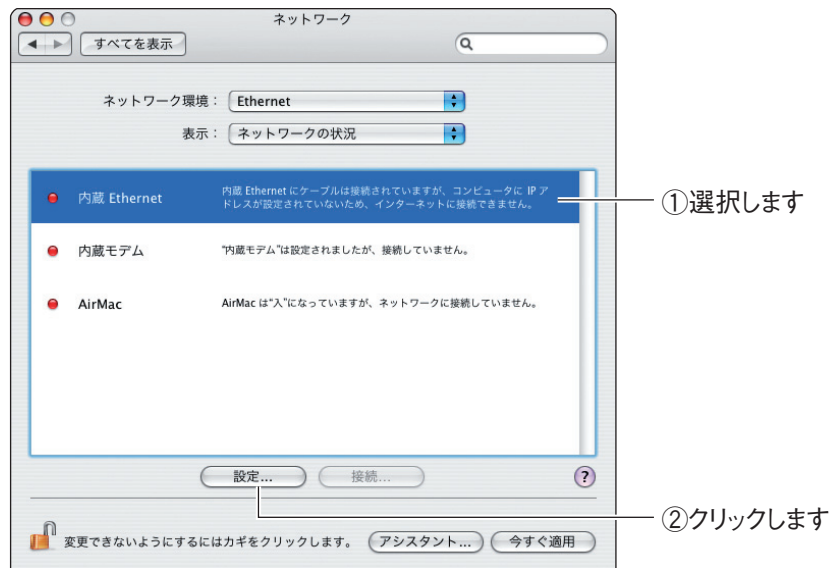 ネットワーク
すべてを表示
ネットワーク環境： Ethernet
表示： ネットワークの状況
内蔵 Ethernet
内蔵 Ethernet にケーブルは接続されていますが、コンピュータに IP ア
ドレスが設定されていないため、インターネットに接続できません。
①選択します
内蔵モデム
“内蔵モデム”は設定されましたが、接続していません。
AirMac
AirMac は“入”になっていますが、ネットワークに接続していません。
設定... 接続... ?
②クリックします
変更できないようにするにはカギをクリックします。 アシスタント... 今すぐ適用